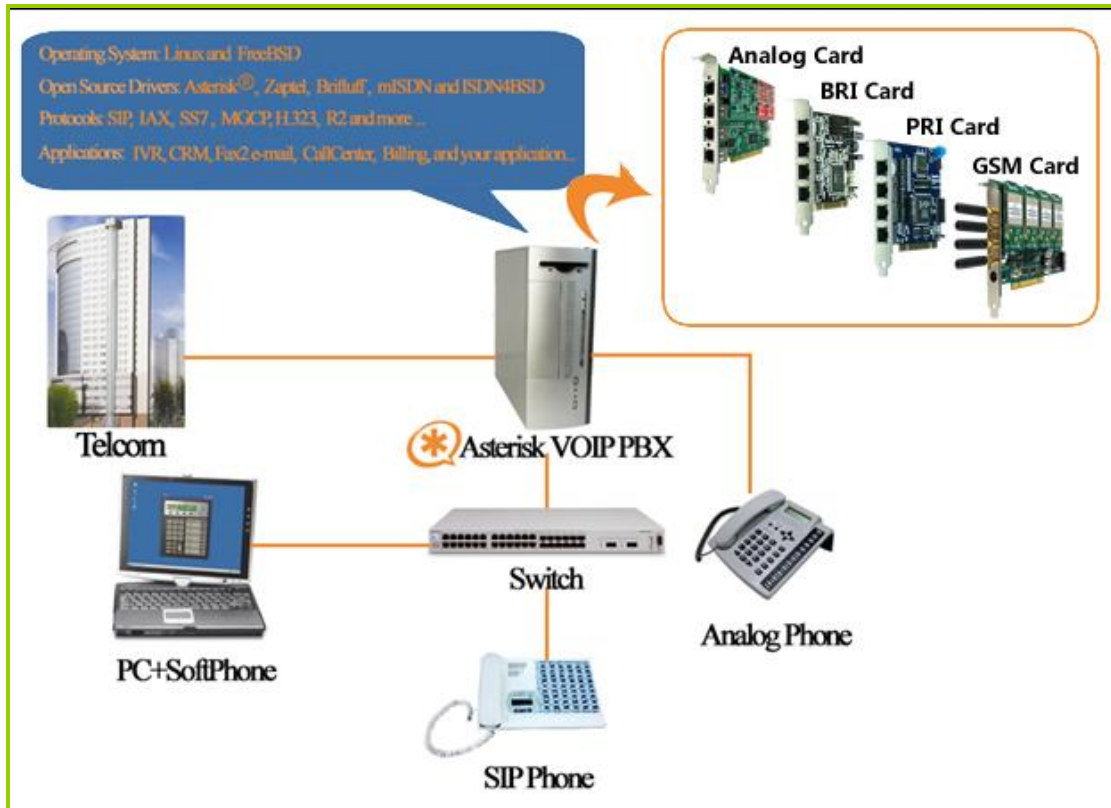 Operating System: Linux and FreeBSD
Open Source Drivers: Asterisk®, Zaptel, Brifluff, mISDN and ISDN4BSD
Protocols: SIP, IAX, SS7, MGCP, H.323, R2 and more ...
Applications: IVR, CRM, Fax2 e-mail, CallCenter, Billing, and your application...
Analog Card
BRI Card
PRI Card
GSM Card
Telcom
Asterisk VOIP PBX
Switch
Analog Phone
PC+SoftPhone
SIP Phone